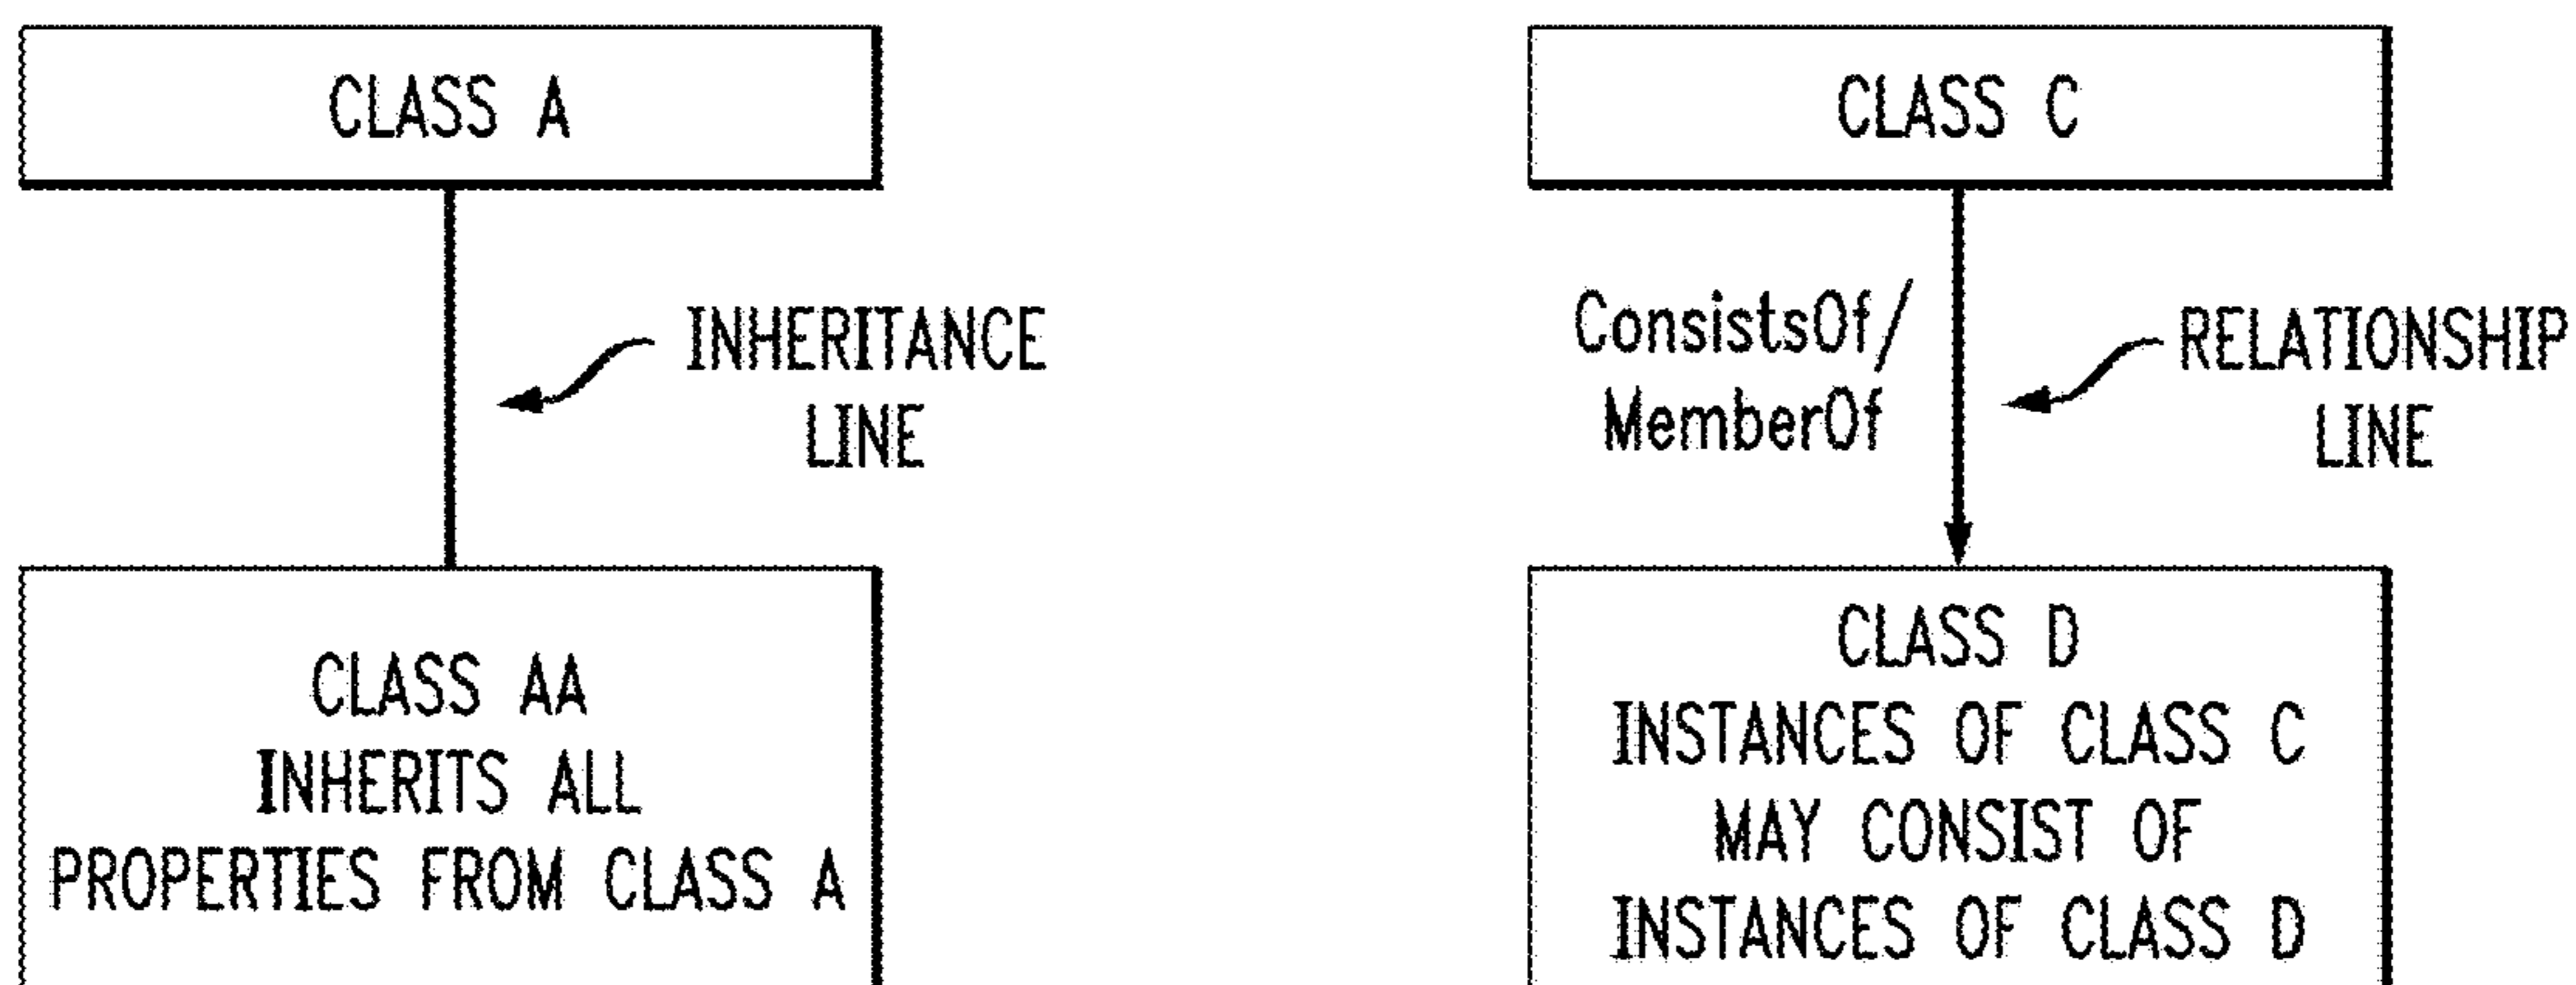 CLASS A
INHERITANCE
LINE
CLASS AA
INHERITS ALL
PROPERTIES FROM CLASS A
CLASS C
ConsistsOf/
MemberOf
RELATIONSHIP
LINE
CLASS D
INSTANCES OF CLASS C
MAY CONSIST OF
INSTANCES OF CLASS D